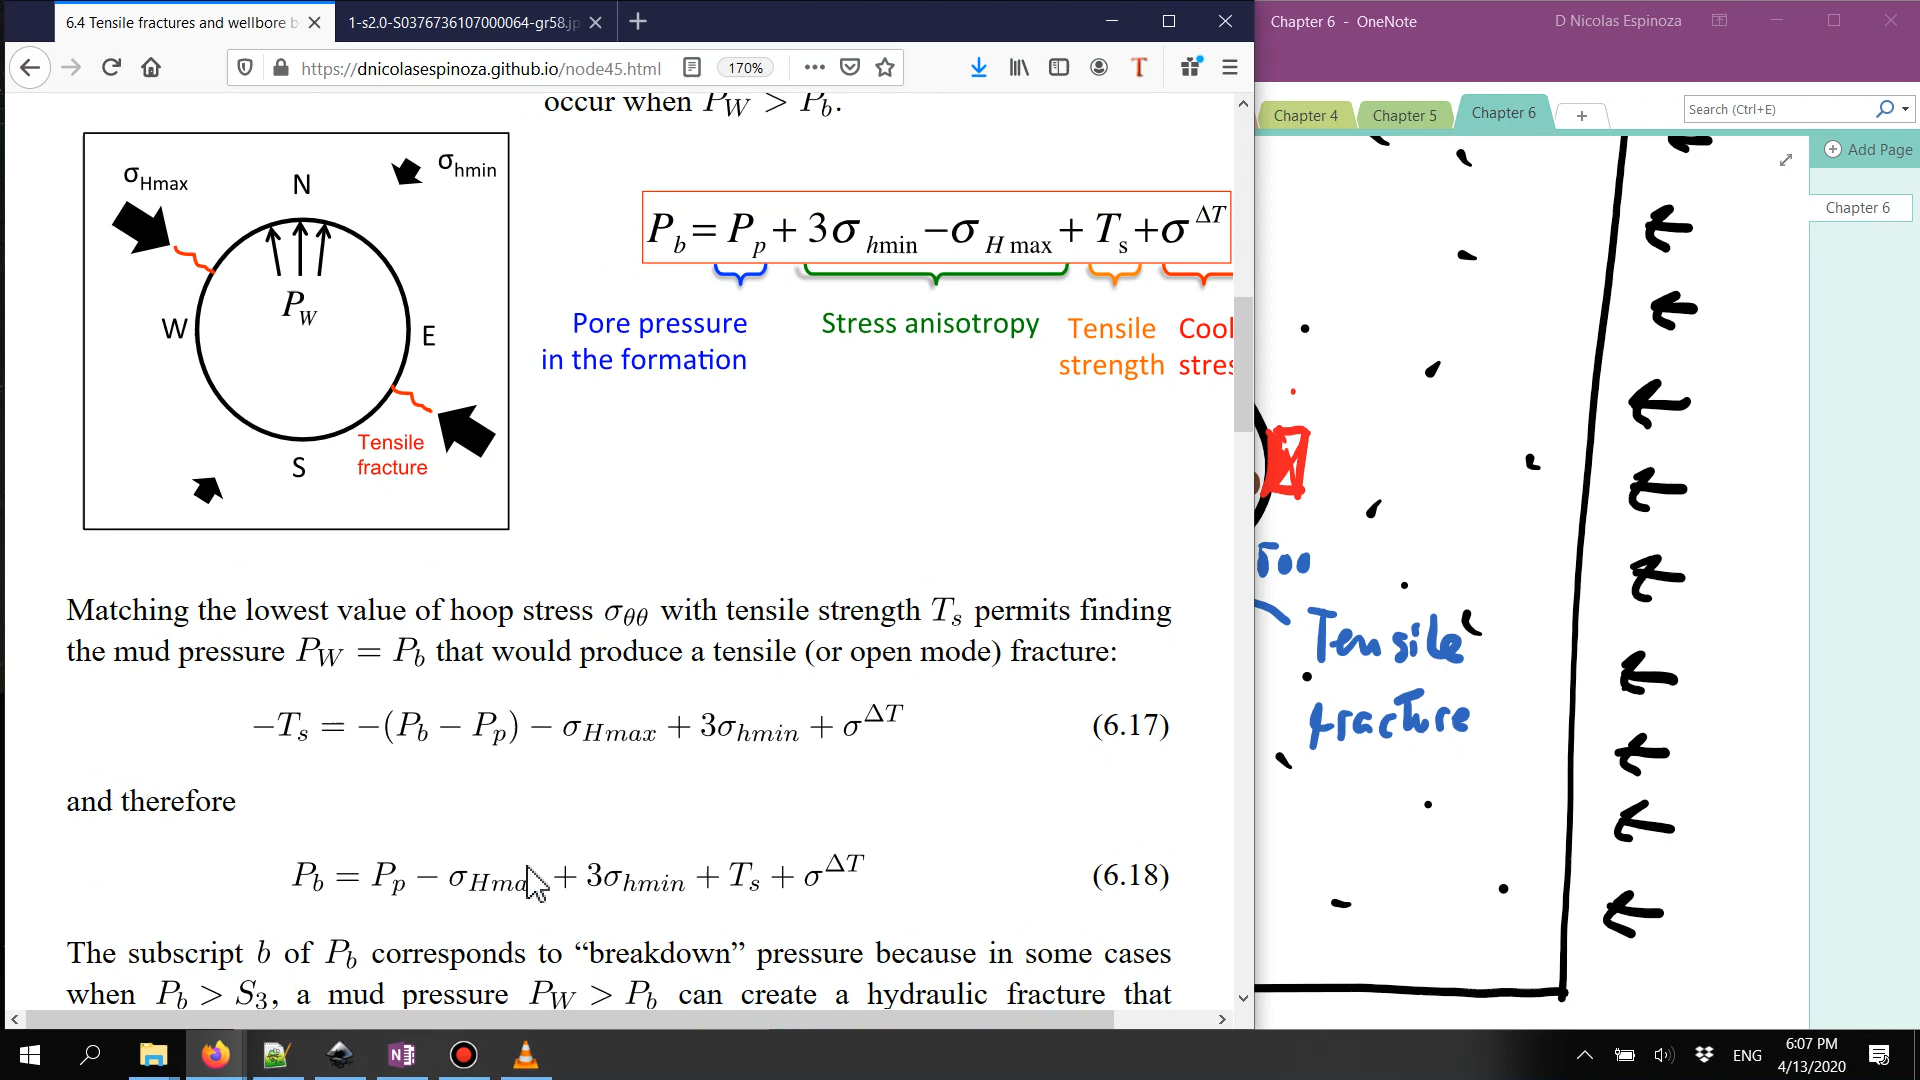 6.4 Tensile fractures and wellbore b
1-s2.0-S0376736107000064-gr58.jp
Chapter 6 - OneNote
D Nicolas Espinoza
https://dnicolasespinoza.github.io/node45.html
170%
Chapter 4
Chapter 5
Chapter 6
Search (Ctrl+E)
Add Page
Chapter 6
occur when P_W > P_b.
σHmax
σhmin
N
W
E
S
P_W
Tensile
fracture
P_b = P_p + 3σ_hmin − σ_Hmax + T_s + σ^ΔT
Pore pressure
in the formation
Stress anisotropy
Tensile
strength
Cool
stres
Matching the lowest value of hoop stress σ_θθ with tensile strength T_s permits finding
the mud pressure P_W = P_b that would produce a tensile (or open mode) fracture:
−T_s = −(P_b − P_p) − σ_Hmax + 3σ_hmin + σ^ΔT (6.17)
and therefore
P_b = P_p − σ_Hma + 3σ_hmin + T_s + σ^ΔT (6.18)
The subscript b of P_b corresponds to “breakdown” pressure because in some cases
when P_b > S_3, a mud pressure P_W > P_b can create a hydraulic fracture that
Tensile
fracture
ENG
6:07 PM
4/13/2020